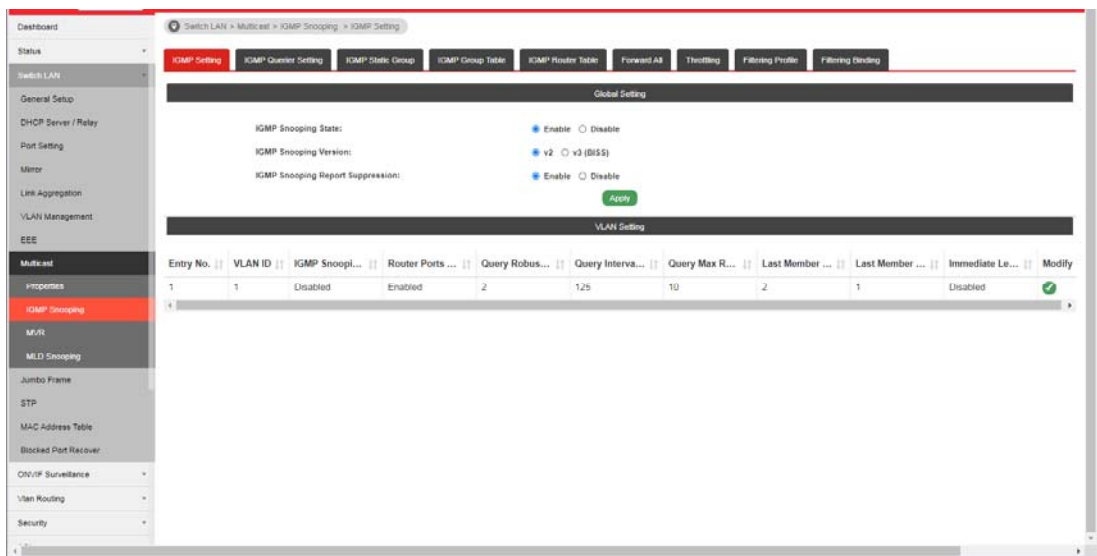 Dashboard
Status
Switch LAN
General Setup
DHCP Server / Relay
Port Setting
Mirror
Link Aggregation
VLAN Management
EEE
Multicast
Properties
IGMP Snooping
MVR
MLD Snooping
Jumbo Frame
STP
MAC Address Table
Blocked Port Recover
ONVIF Surveillance
Vlan Routing
Security
Switch LAN > Multicast > IGMP Snooping > IGMP Setting
IGMP Setting IGMP Querier Setting IGMP Static Group IGMP Group Table IGMP Router Table Forward All Throttling Filtering Profile Filtering Binding
Global Setting
IGMP Snooping State: Enable Disable
IGMP Snooping Version: v2 v3 (BISS)
IGMP Snooping Report Suppression: Enable Disable
Apply
VLAN Setting
Entry No. VLAN ID IGMP Snoopi... Router Ports ... Query Robus... Query Interva... Query Max R... Last Member ... Last Member ... Immediate Le... Modify
1 1 Disabled Enabled 2 125 10 2 1 Disabled